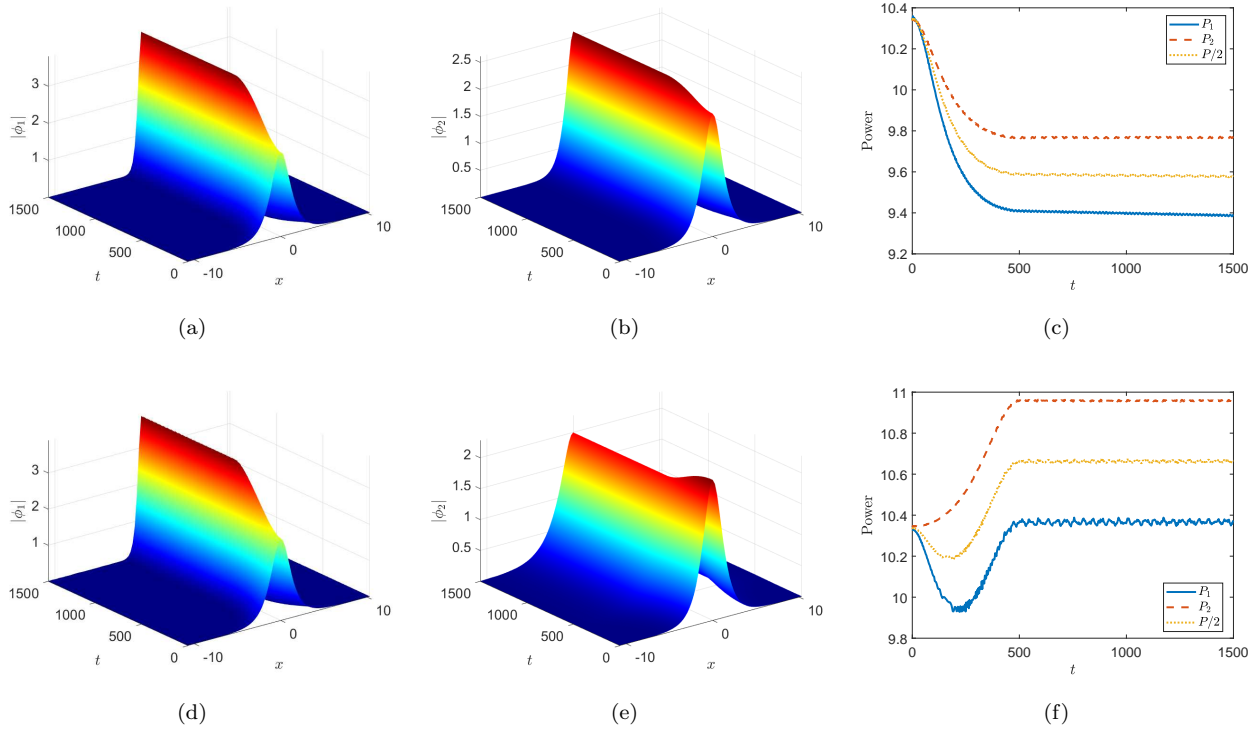 3
2
1
|ϕ₁|
1500
1000
500
0
t
-10
0
10
x
(a)
2.5
2
1.5
1
0.5
|ϕ₂|
1500
1000
500
0
t
-10
0
10
x
(b)
10.4
10.2
10
9.8
9.6
9.4
9.2
Power
P₁
P₂
P/2
0
500
1000
1500
t
(c)
3
2
1
|ϕ₁|
1500
1000
500
0
t
-10
0
10
x
(d)
2
1.5
1
0.5
|ϕ₂|
1500
1000
500
0
t
-10
0
10
x
(e)
11
10.8
10.6
10.4
10.2
10
9.8
Power
P₁
P₂
P/2
0
500
1000
1500
t
(f)